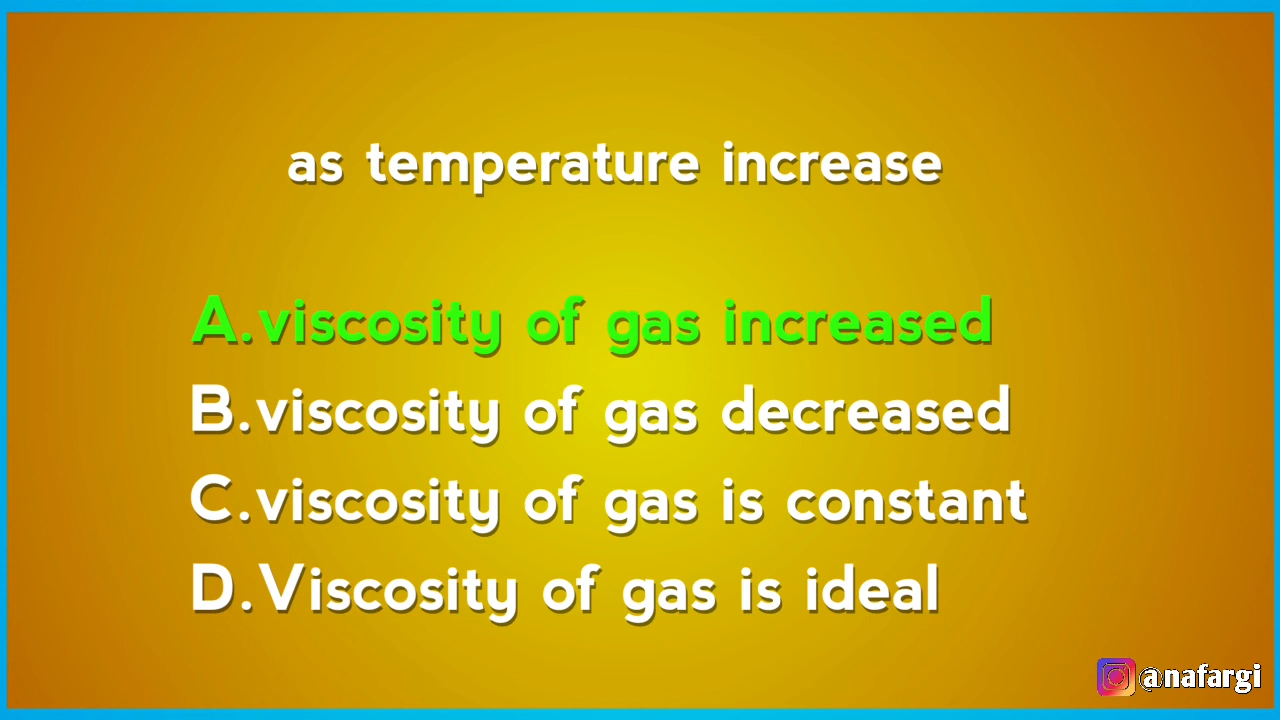 as temperature increase
A.viscosity of gas increased
B.viscosity of gas decreased
C.viscosity of gas is constant
D.Viscosity of gas is ideal
@nafargi